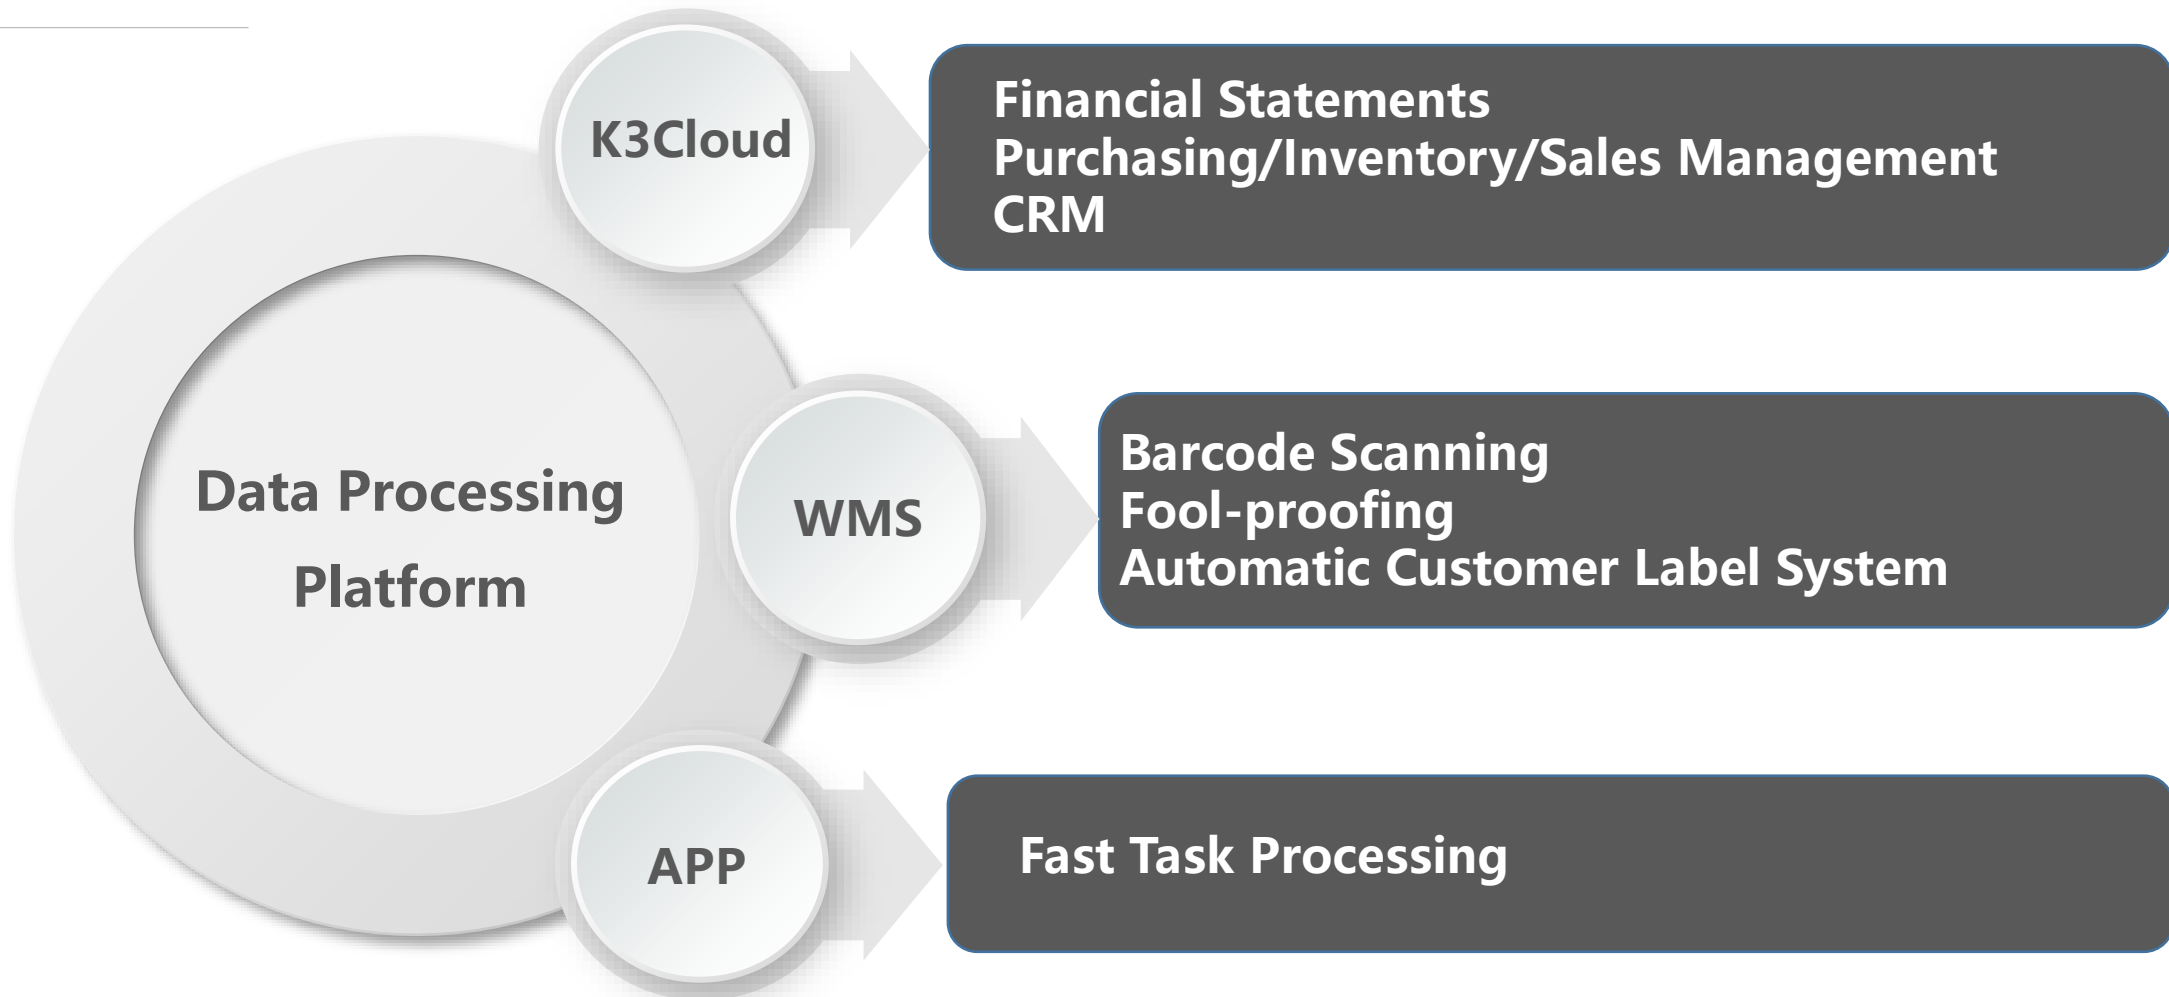 K3Cloud
Financial Statements
Purchasing/Inventory/Sales Management
CRM
Data Processing
Platform
WMS
Barcode Scanning
Fool-proofing
Automatic Customer Label System
APP
Fast Task Processing